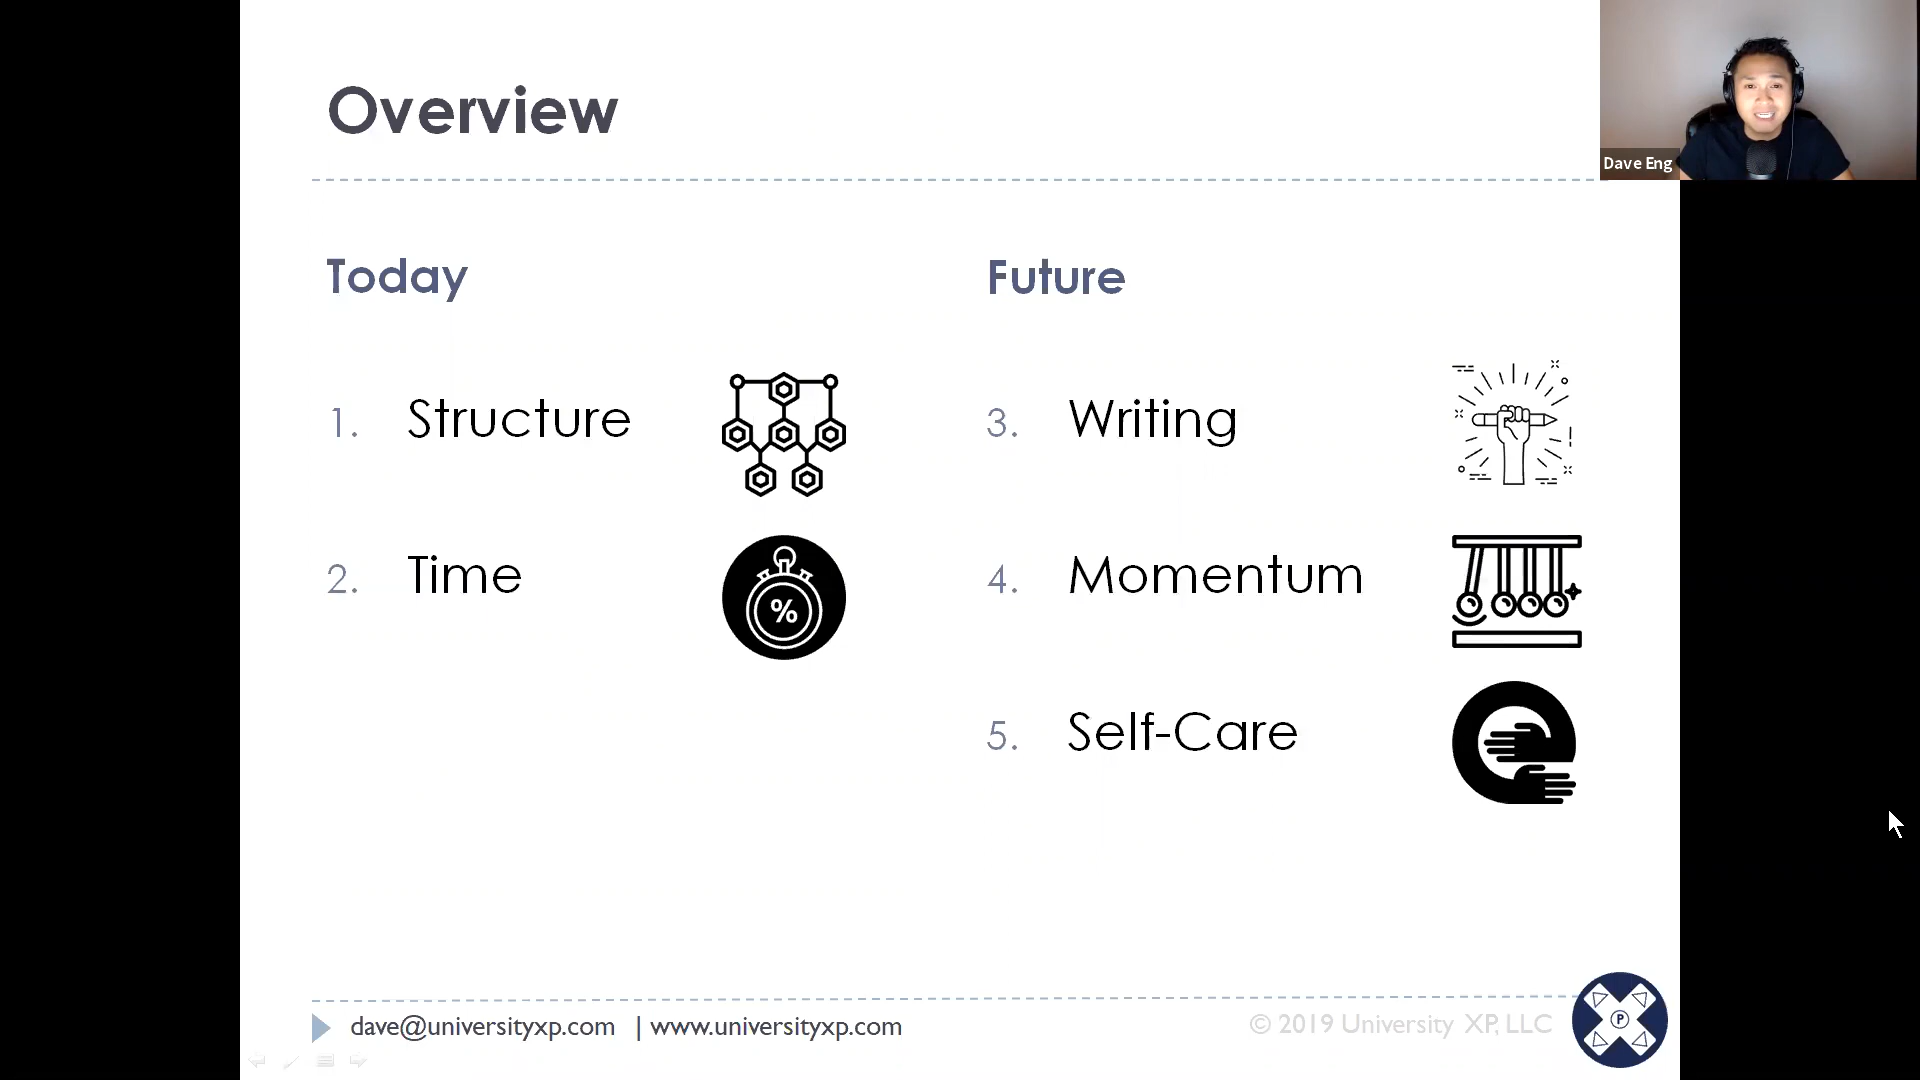 Overview
Dave Eng
Today
1. Structure
2. Time
%
Future
3. Writing
4. Momentum
5. Self-Care
dave@universityxp.com | www.universityxp.com
© 2019 University XP, LLC
P